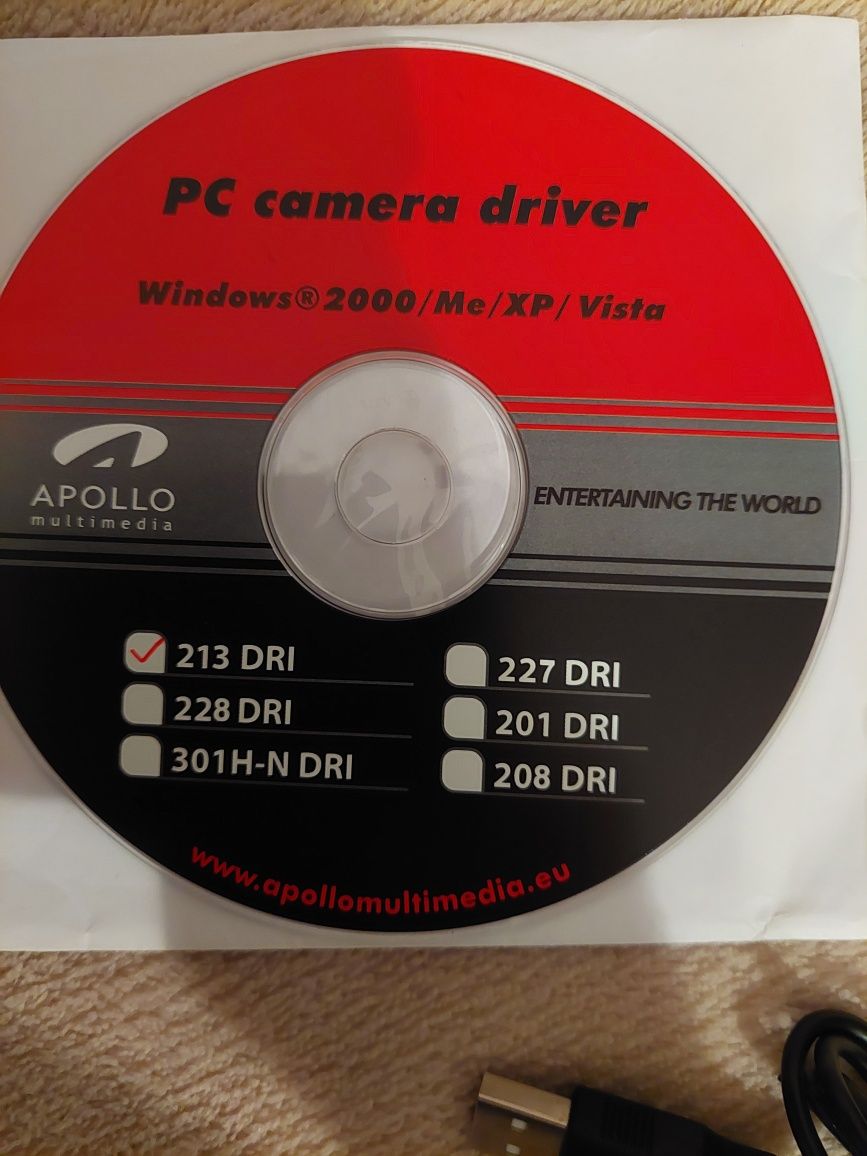 PC camera driver
Windows®2000/Me/XP/Vista
APOLLO
multimedia
ENTERTAINING THE WORLD
213 DRI
228 DRI
301H-N DRI
227 DRI
201 DRI
208 DRI
www.apollomultimedia.eu